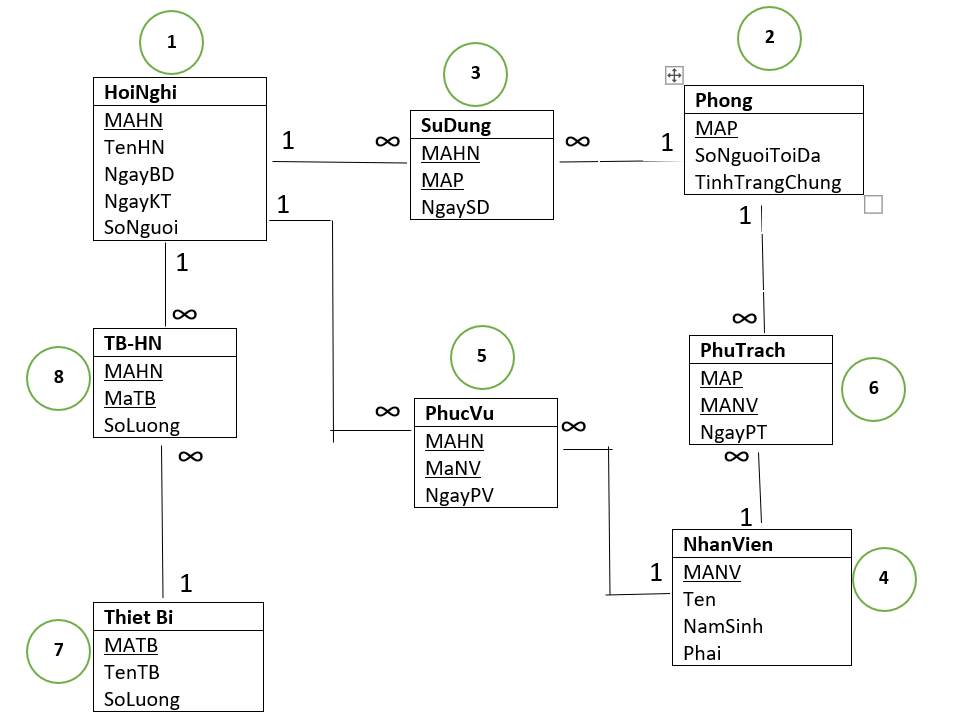 1
HoiNghi
MAHN
TenHN
NgayBD
NgayKT
SoNguoi
1
∞
3
SuDung
MAHN
MAP
NgaySD
∞
1
2
Phong
MAP
SoNguoiToiDa
TinhTrangChung
1
1
∞
8
TB-HN
MAHN
MaTB
SoLuong
∞
1
7
Thiet Bi
MATB
TenTB
SoLuong
∞
5
PhucVu
MAHN
MaNV
NgayPV
∞
1
1
∞
6
PhuTrach
MAP
MANV
NgayPT
∞
1
4
NhanVien
MANV
Ten
NamSinh
Phai